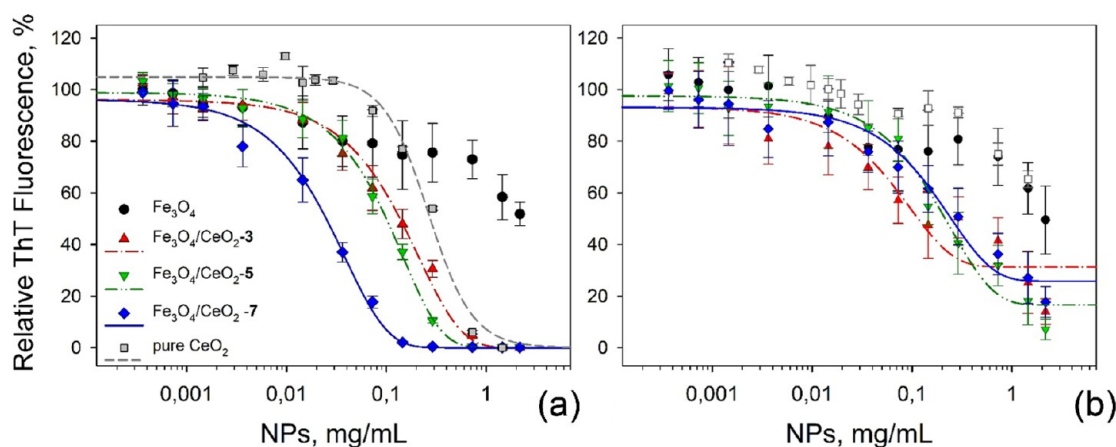 Relative ThT Fluorescence, %
120
100
80
60
40
20
0
Fe₃O₄
Fe₃O₄/CeO₂-3
Fe₃O₄/CeO₂-5
Fe₃O₄/CeO₂ -7
pure CeO₂
0,001 0,01 0,1 1
NPs, mg/mL
(a)
120
100
80
60
40
20
0
0,001 0,01 0,1 1
NPs, mg/mL
(b)